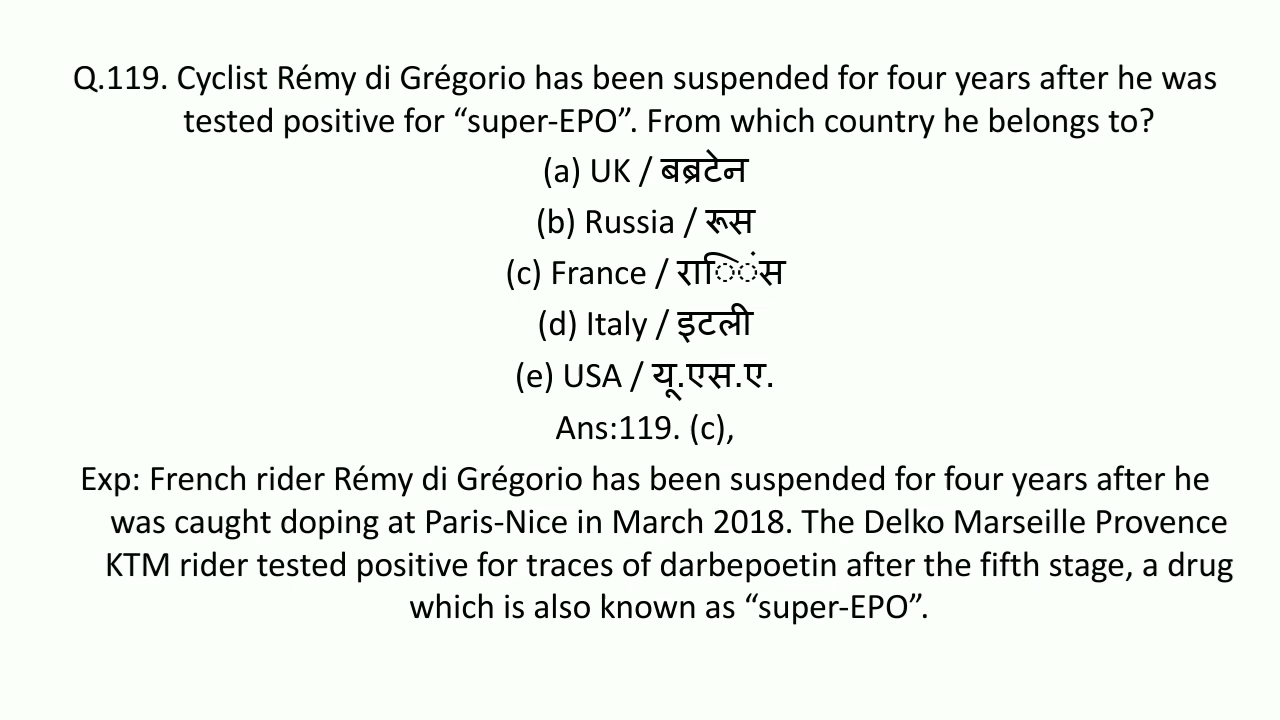 Q.119. Cyclist Rémy di Grégorio has been suspended for four years after he was
tested positive for “super-EPO”. From which country he belongs to?
(a) UK / बब्रटेन
(b) Russia / रूस
(c) France / राििंस
(d) Italy / इटली
(e) USA / यू.एस.ए.
Ans:119. (c),
Exp: French rider Rémy di Grégorio has been suspended for four years after he
was caught doping at Paris-Nice in March 2018. The Delko Marseille Provence
KTM rider tested positive for traces of darbepoetin after the fifth stage, a drug
which is also known as “super-EPO”.